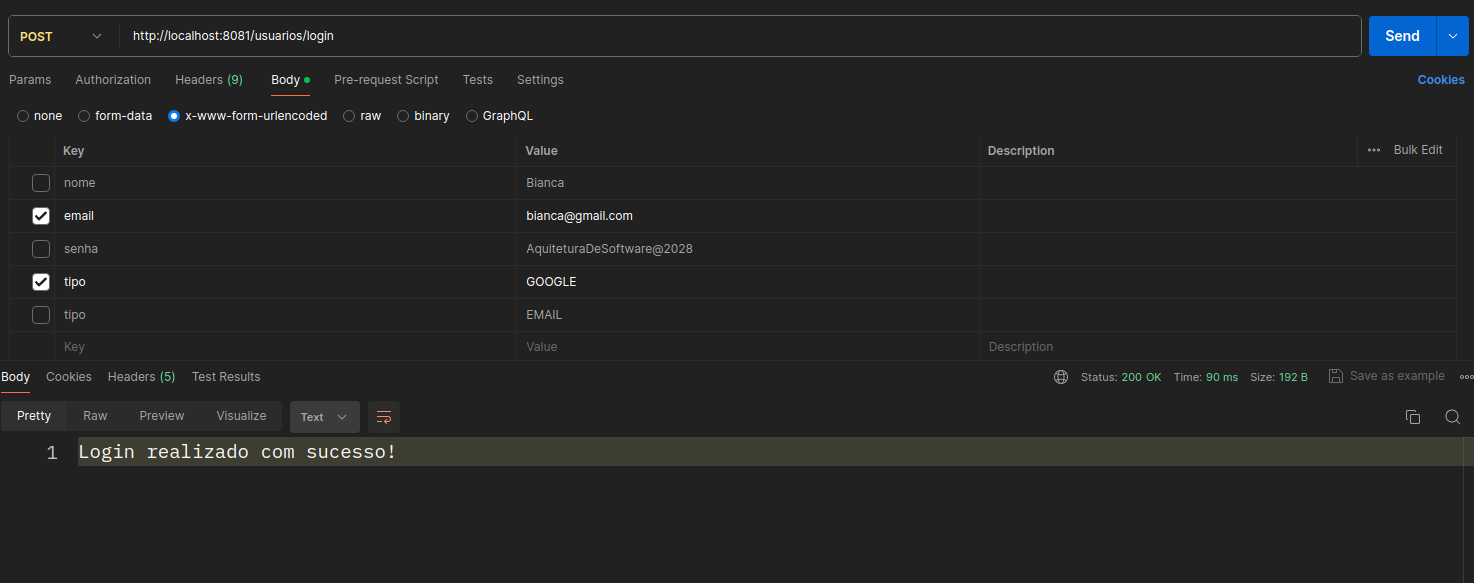 POST http://localhost:8081/usuarios/login Send
Params Authorization Headers (9) Body Pre-request Script Tests Settings Cookies
none form-data x-www-form-urlencoded raw binary GraphQL
Key Value Description ••• Bulk Edit
nome Bianca
email bianca@gmail.com
senha AquiteturaDeSoftware@2028
tipo GOOGLE
tipo EMAIL
Key Value Description
Body Cookies Headers (5) Test Results Status: 200 OK Time: 90 ms Size: 192 B Save as example
Pretty Raw Preview Visualize Text
1 Login realizado com sucesso!